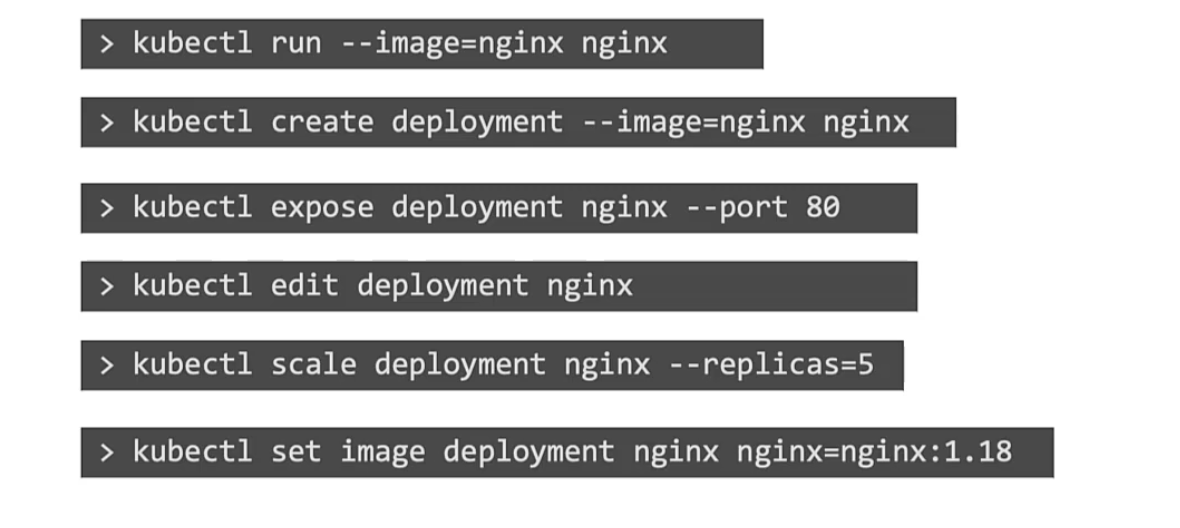 > kubectl run --image=nginx nginx
> kubectl create deployment --image=nginx nginx
> kubectl expose deployment nginx --port 80
> kubectl edit deployment nginx
> kubectl scale deployment nginx --replicas=5
> kubectl set image deployment nginx nginx=nginx:1.18